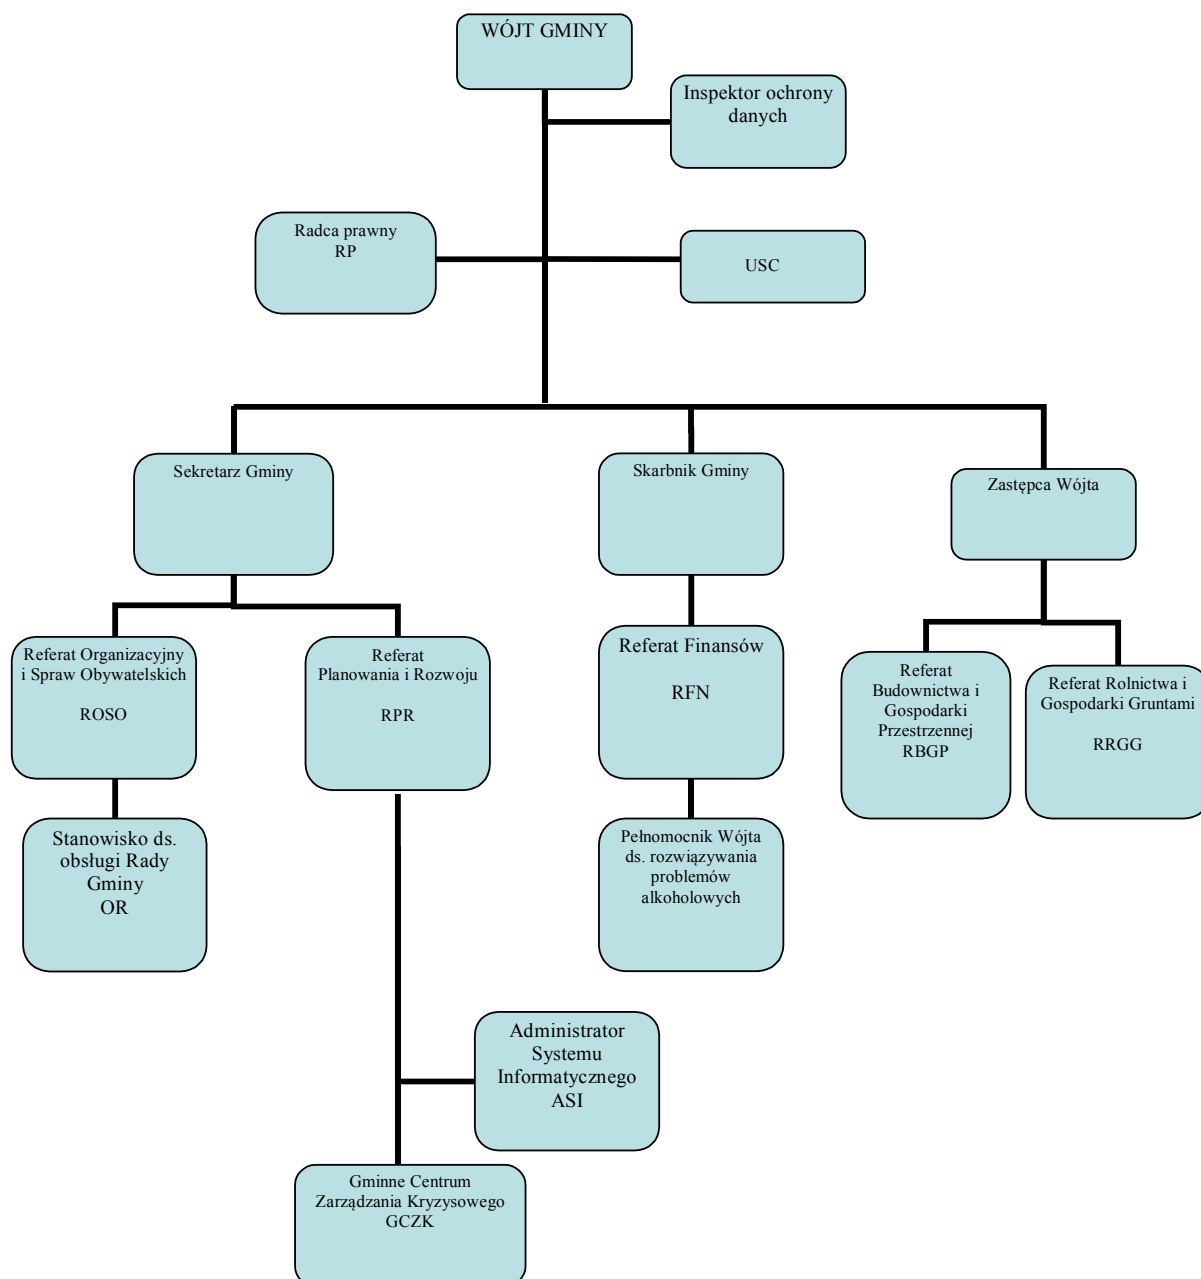 WÓJT GMINY
Inspektor ochrony
danych
Radca prawny
RP
USC
Sekretarz Gminy
Skarbnik Gminy
Zastępca Wójta
Referat Organizacyjny
i Spraw Obywatelskich
ROSO
Referat
Planowania i Rozwoju
RPR
Referat Finansów
RFN
Referat
Budownictwa i
Gospodarki
Przestrzennej
RBGP
Referat Rolnictwa i
Gospodarki Gruntami
RRGG
Stanowisko ds.
obsługi Rady
Gminy
OR
Pełnomocnik Wójta
ds. rozwiązywania
problemów
alkoholowych
Administrator
Systemu
Informatycznego
ASI
Gminne Centrum
Zarządzania Kryzysowego
GCZK